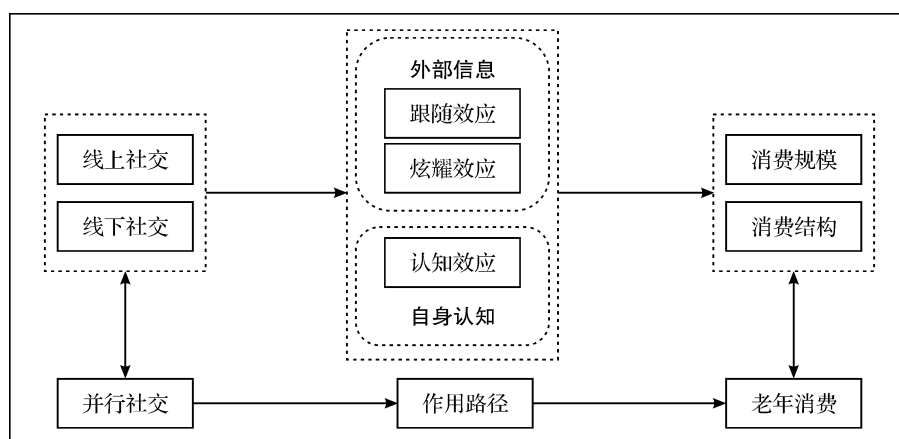 外部信息
跟随效应
炫耀效应
线上社交
线下社交
消费规模
消费结构
认知效应
自身认知
并行社交
作用路径
老年消费